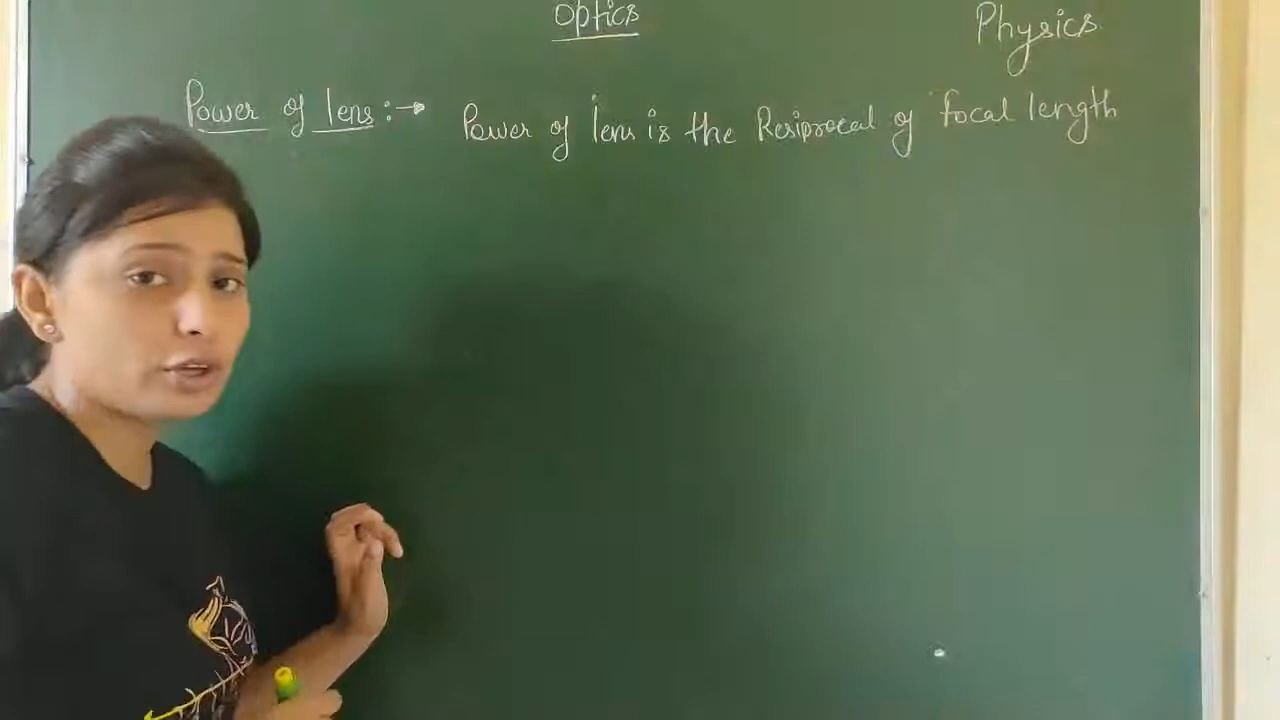 Optics
Physics
Power of lens :→ Power of lens is the Resiprocal of focal length